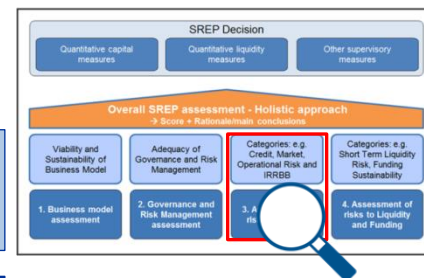 SREP Decision
Quantitative capital
measures
Quantitative liquidity
measures
Other supervisory
measures
Overall SREP assessment - Holistic approach
→ Score + Rationale/main conclusions
Viability and
Sustainability of
Business Model
Adequacy of
Governance and Risk
Management
Categories: e.g.
Credit, Market,
Operational Risk and
IRRBB
Categories: e.g.
Short Term Liquidity
Risk, Funding
Sustainability
1. Business model
assessment
2. Governance and
Risk Management
assessment
3. A
ris
4. Assessment of
risks to Liquidity
and Funding